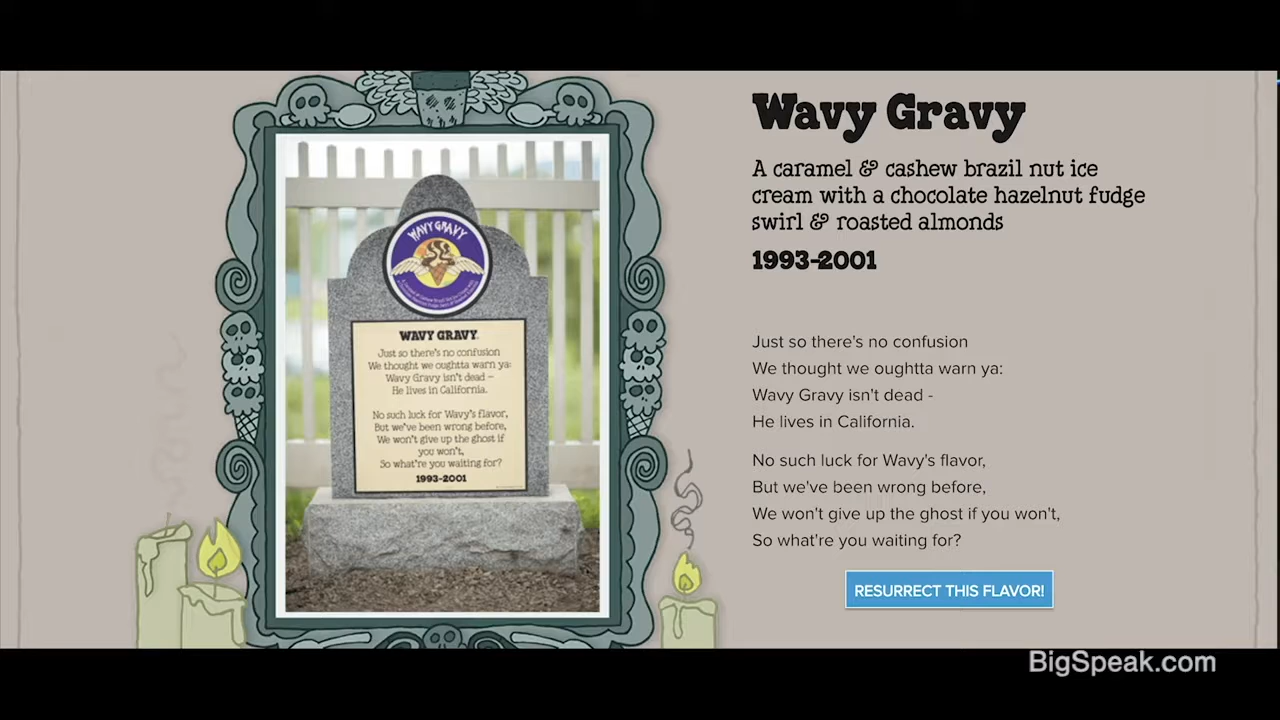 WAVY GRAVY
WAVY GRAVY
Just so there's no confusion
We thought we oughtta warn ya:
Wavy Gravy isn't dead –
He lives in California.
No such luck for Wavy's flavor,
But we've been wrong before,
We won't give up the ghost if
you won't,
So what're you waiting for?
1993-2001
Wavy Gravy
A caramel & cashew brazil nut ice
cream with a chocolate hazelnut fudge
swirl & roasted almonds
1993-2001
Just so there's no confusion
We thought we oughtta warn ya:
Wavy Gravy isn't dead -
He lives in California.
No such luck for Wavy's flavor,
But we've been wrong before,
We won't give up the ghost if you won't,
So what're you waiting for?
RESURRECT THIS FLAVOR!
BigSpeak.com